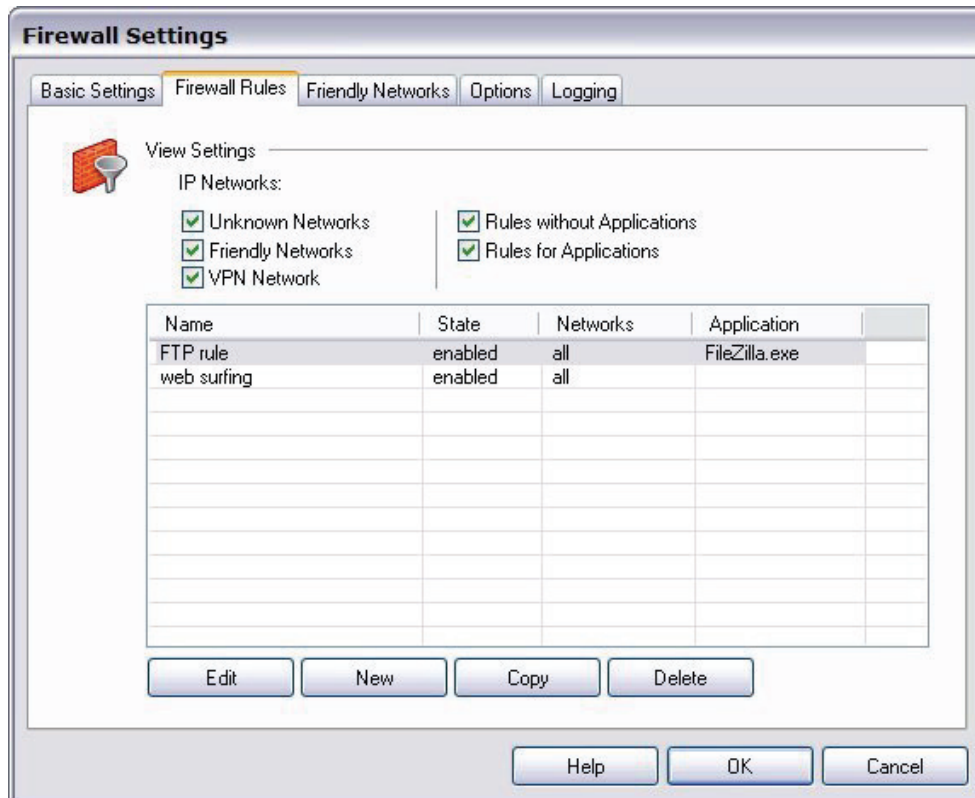 Firewall Settings
Basic Settings Firewall Rules Friendly Networks Options Logging
View Settings
IP Networks:
Unknown Networks Rules without Applications
Friendly Networks Rules for Applications
VPN Network
Name State Networks Application
FTP rule enabled all FileZilla.exe
web surfing enabled all
Edit New Copy Delete
Help OK Cancel